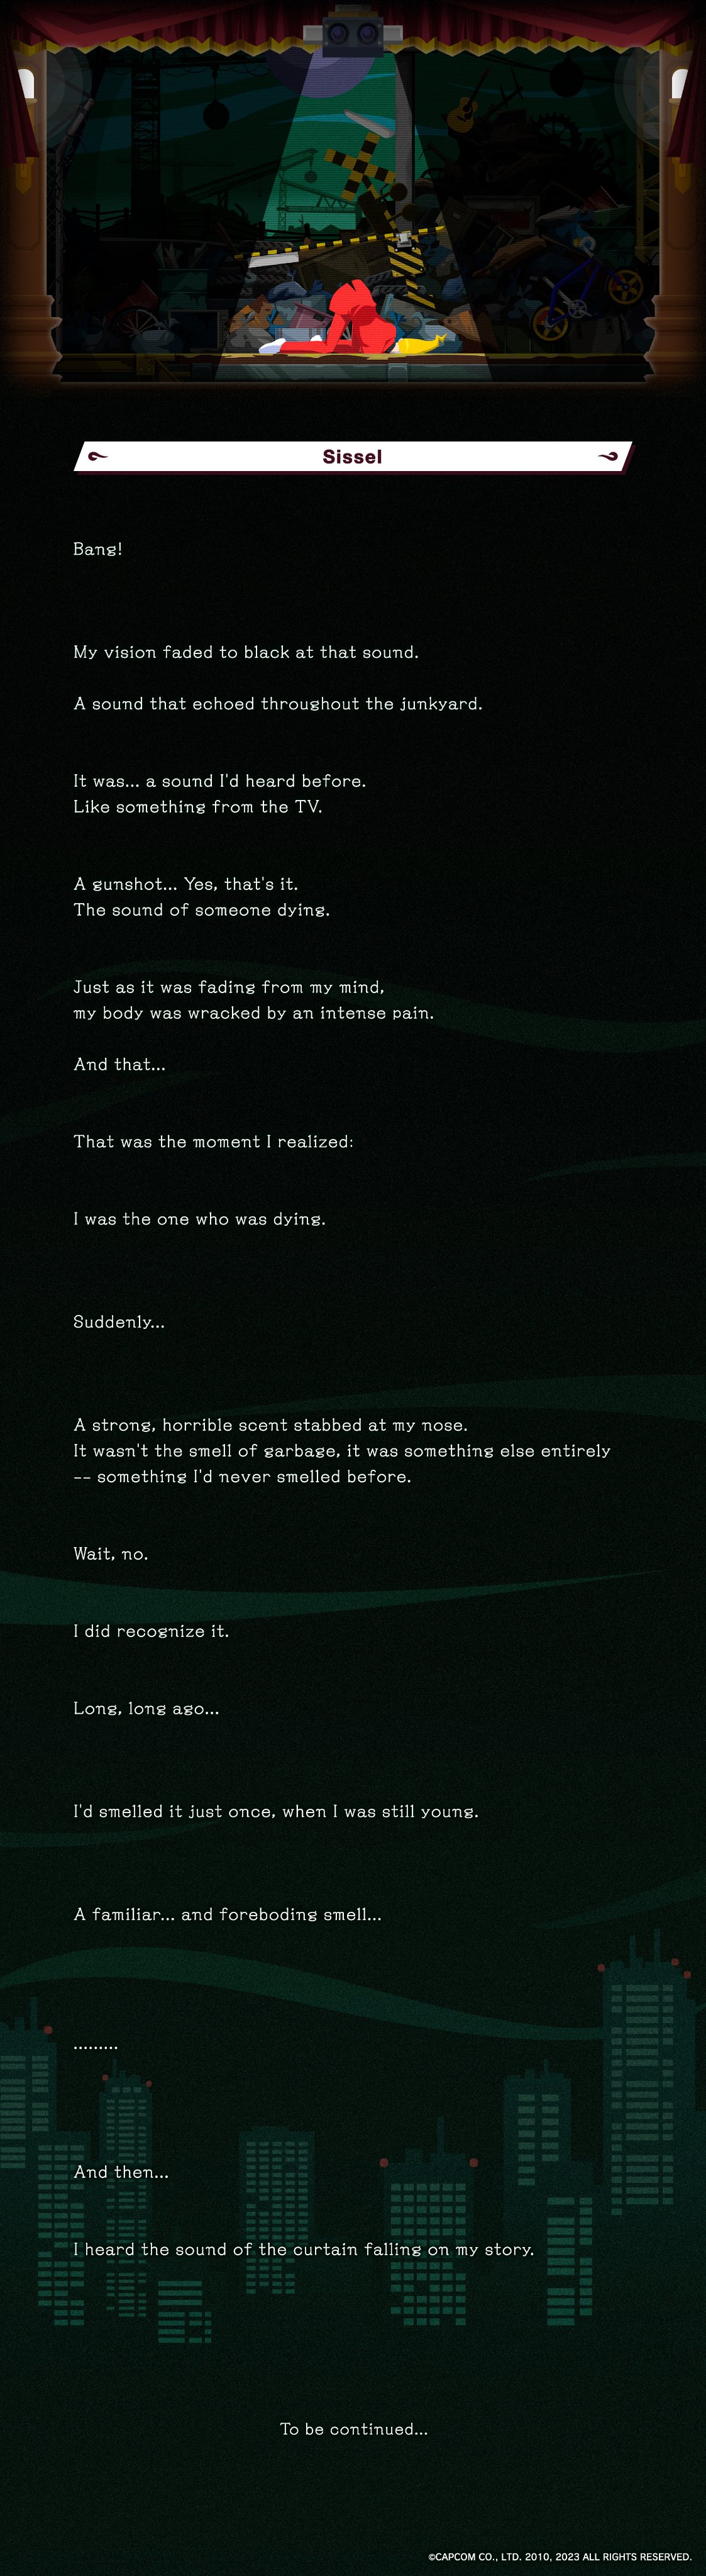 Sissel
Bang!
My vision faded to black at that sound.
A sound that echoed throughout the junkyard.
It was... a sound I'd heard before.
Like something from the TV.
A gunshot... Yes, that's it.
The sound of someone dying.
Just as it was fading from my mind,
my body was wracked by an intense pain.
And that...
That was the moment I realized:
I was the one who was dying.
Suddenly...
A strong, horrible scent stabbed at my nose.
It wasn't the smell of garbage, it was something else entirely
-- something I'd never smelled before.
Wait, no.
I did recognize it.
Long, long ago...
I'd smelled it just once, when I was still young.
A familiar... and foreboding smell...
.........
And then...
I heard the sound of the curtain falling on my story.
To be continued...
©CAPCOM CO., LTD. 2010, 2023 ALL RIGHTS RESERVED.